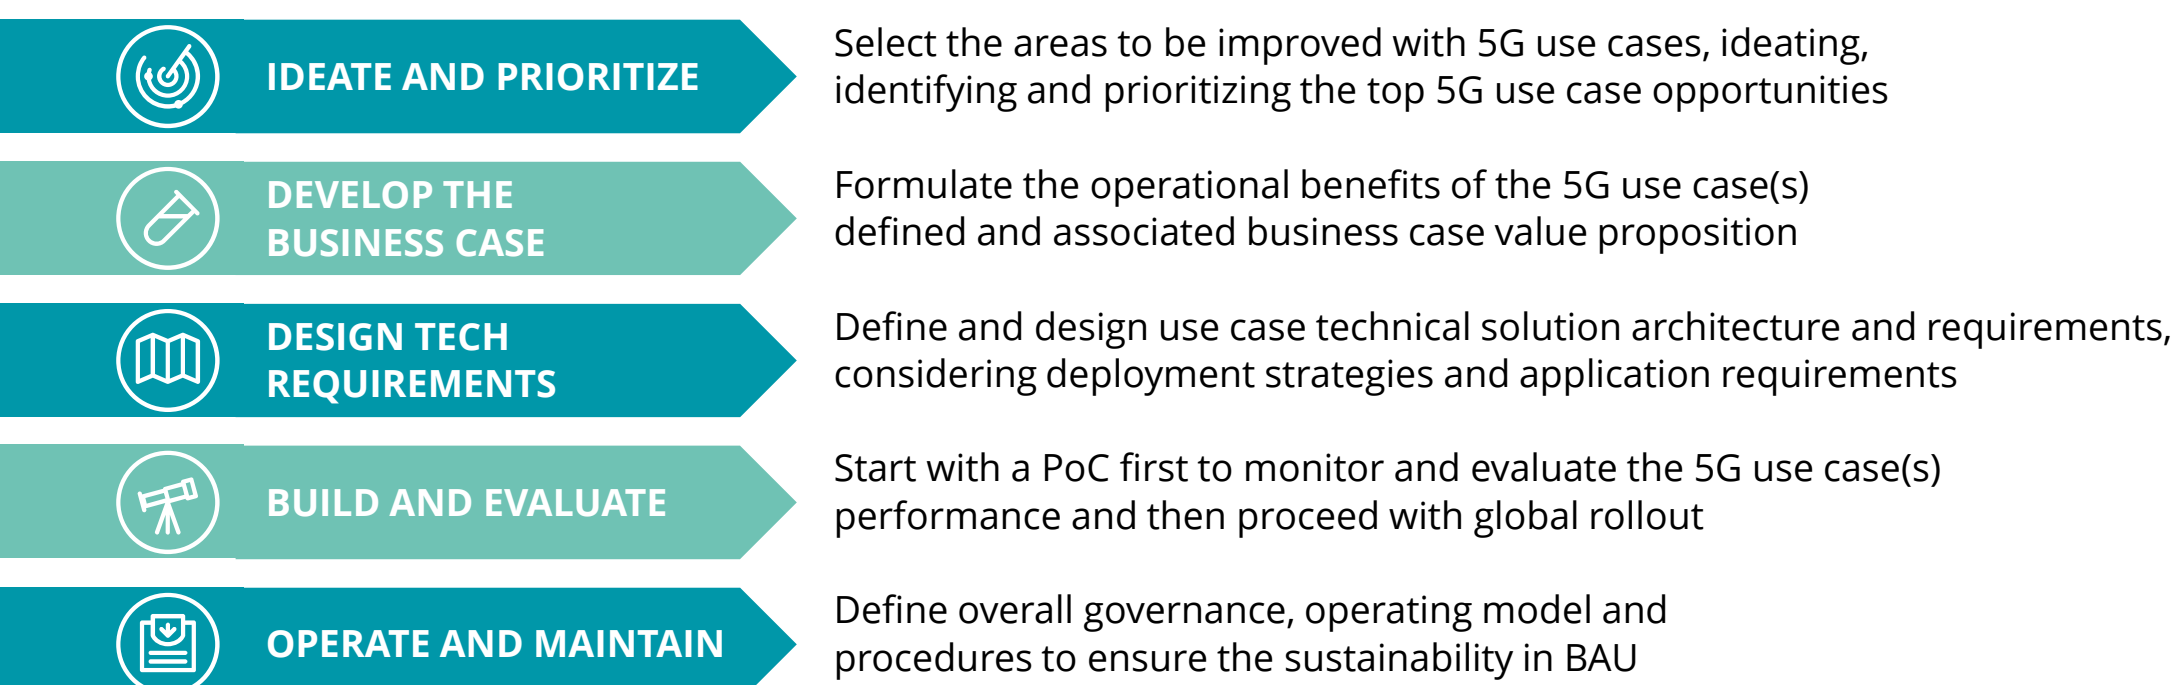 IDEATE AND PRIORITIZE
Select the areas to be improved with 5G use cases, ideating,
identifying and prioritizing the top 5G use case opportunities
DEVELOP THE
BUSINESS CASE
Formulate the operational benefits of the 5G use case(s)
defined and associated business case value proposition
DESIGN TECH
REQUIREMENTS
Define and design use case technical solution architecture and requirements,
considering deployment strategies and application requirements
BUILD AND EVALUATE
Start with a PoC first to monitor and evaluate the 5G use case(s)
performance and then proceed with global rollout
OPERATE AND MAINTAIN
Define overall governance, operating model and
procedures to ensure the sustainability in BAU